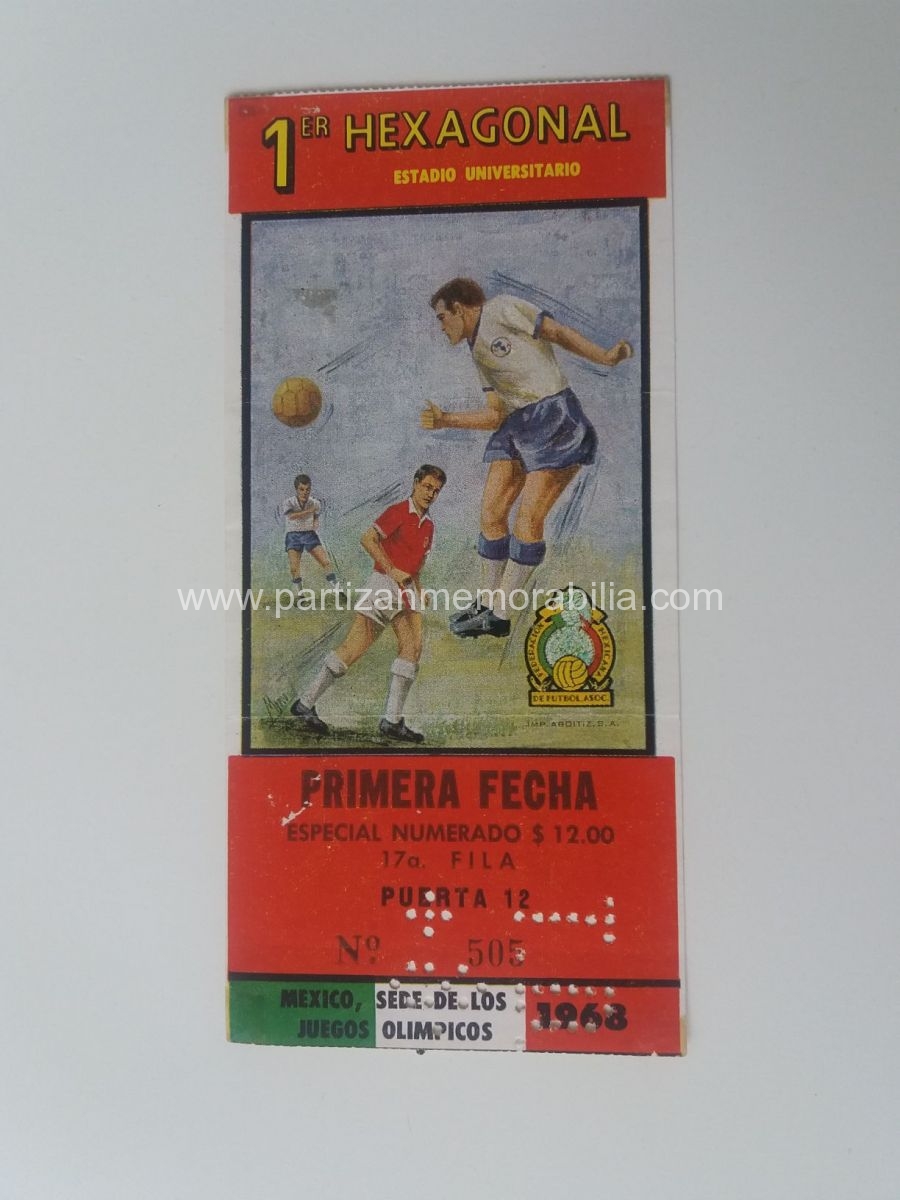 1ER HEXAGONAL
ESTADIO UNIVERSITARIO
www.partizanmemorabilia.com
FEDERACION MEXICANA
DE FUTBOL ASOC.
IMP. ARDITIZ, S.A.
PRIMERA FECHA
ESPECIAL NUMERADO $ 12.00
17a. FILA
PUERTA 12
Nº 505
MEXICO, SEDE DE LOS
JUEGOS OLIMPICOS
1968